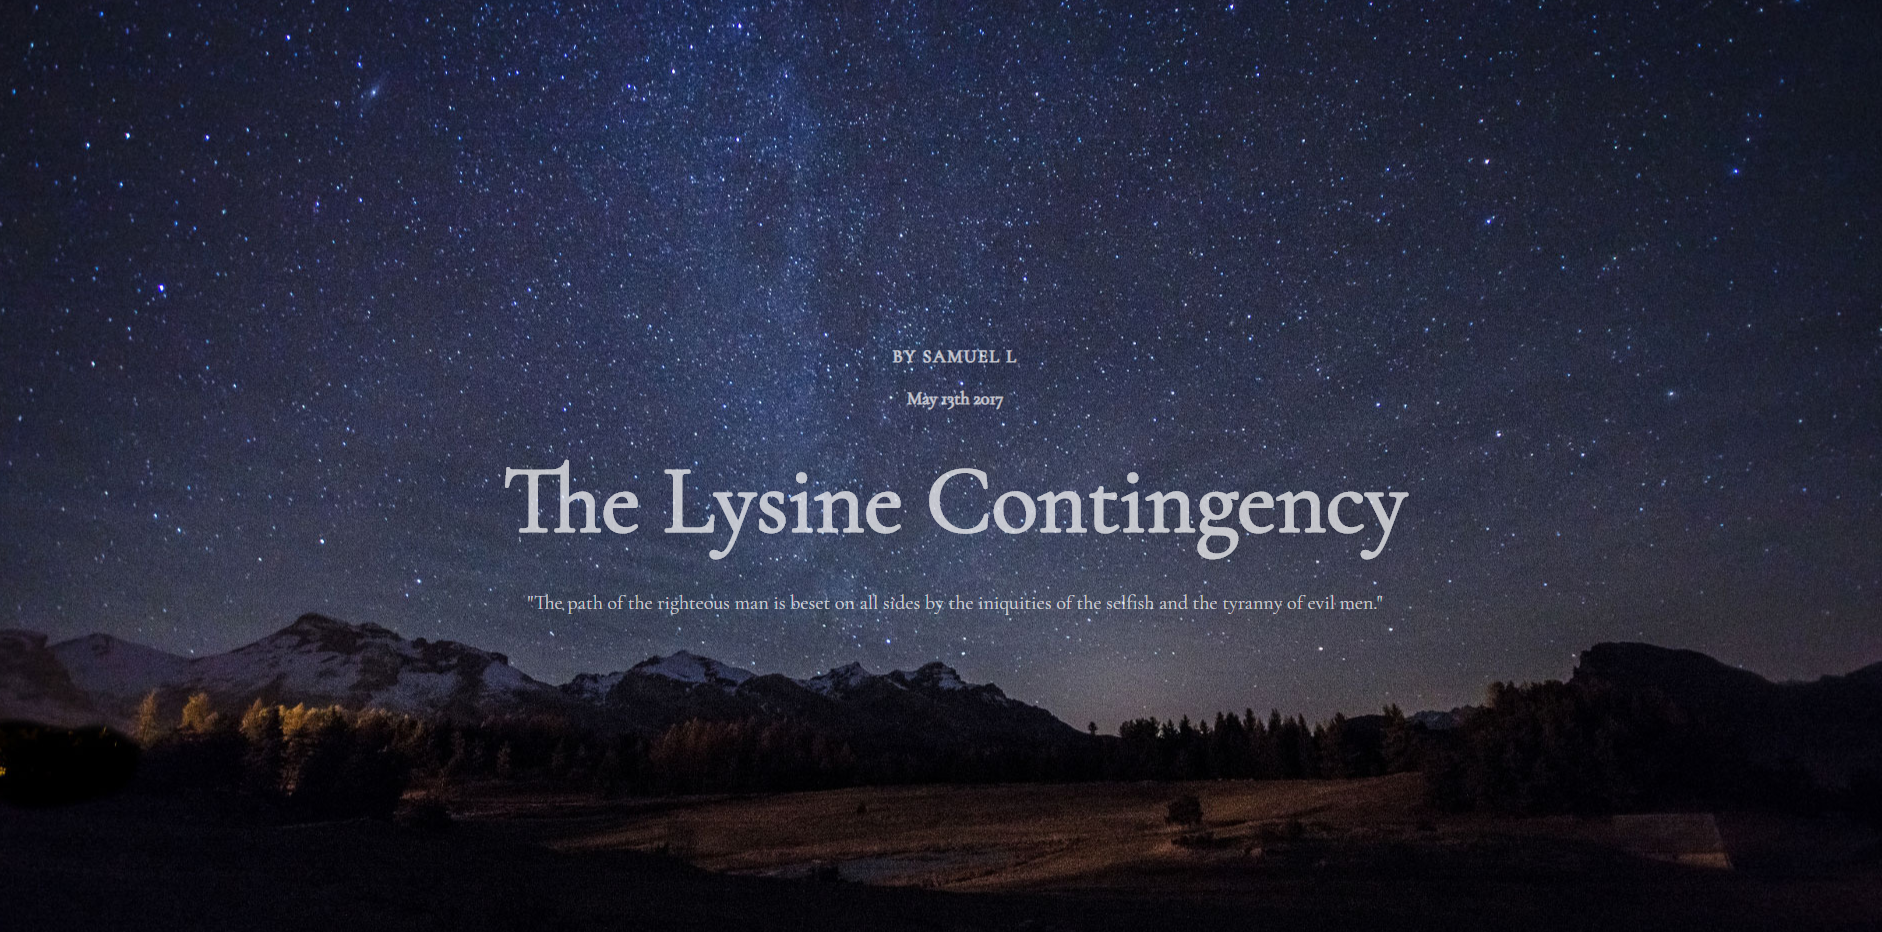 BY SAMUEL L
May 13th 2017
The Lysine Contingency
"The path of the righteous man is beset on all sides by the iniquities of the selfish and the tyranny of evil men."